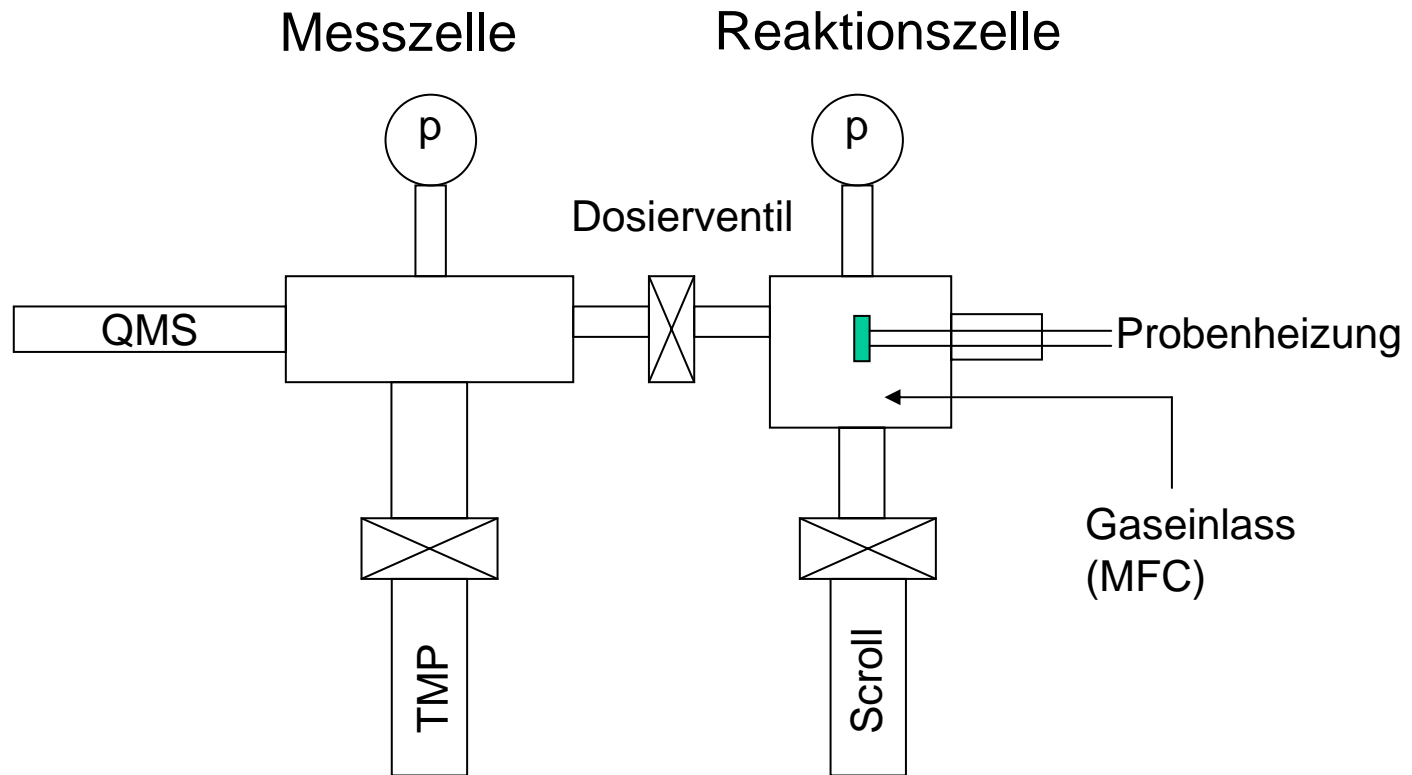 Messzelle
Reaktionszelle
p
p
Dosierventil
QMS
Probenheizung
Gaseinlass
(MFC)
TMP
Scroll